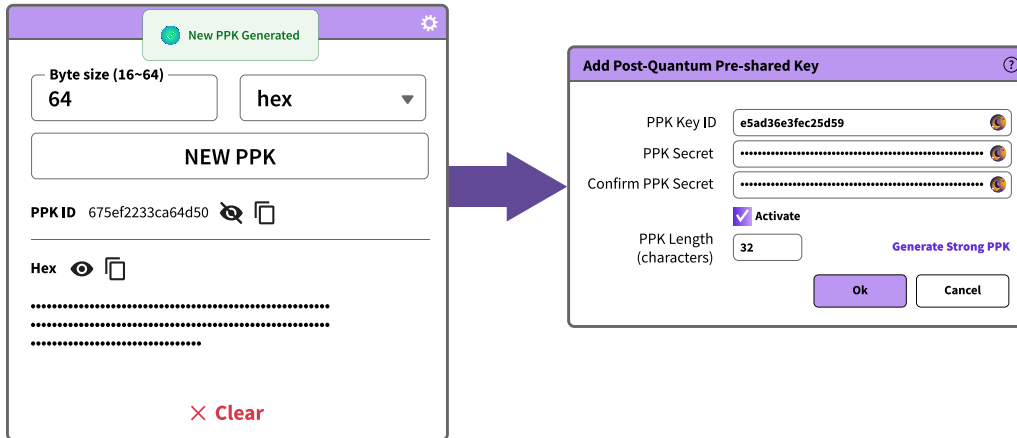 New PPK Generated
Byte size (16~64)
64
hex
NEW PPK
PPK ID 675ef2233ca64d50
Hex
Clear
Add Post-Quantum Pre-shared Key
?
PPK Key ID e5ad36e3fec25d59
PPK Secret
Confirm PPK Secret
Activate
PPK Length
(characters)
32
Generate Strong PPK
Ok
Cancel